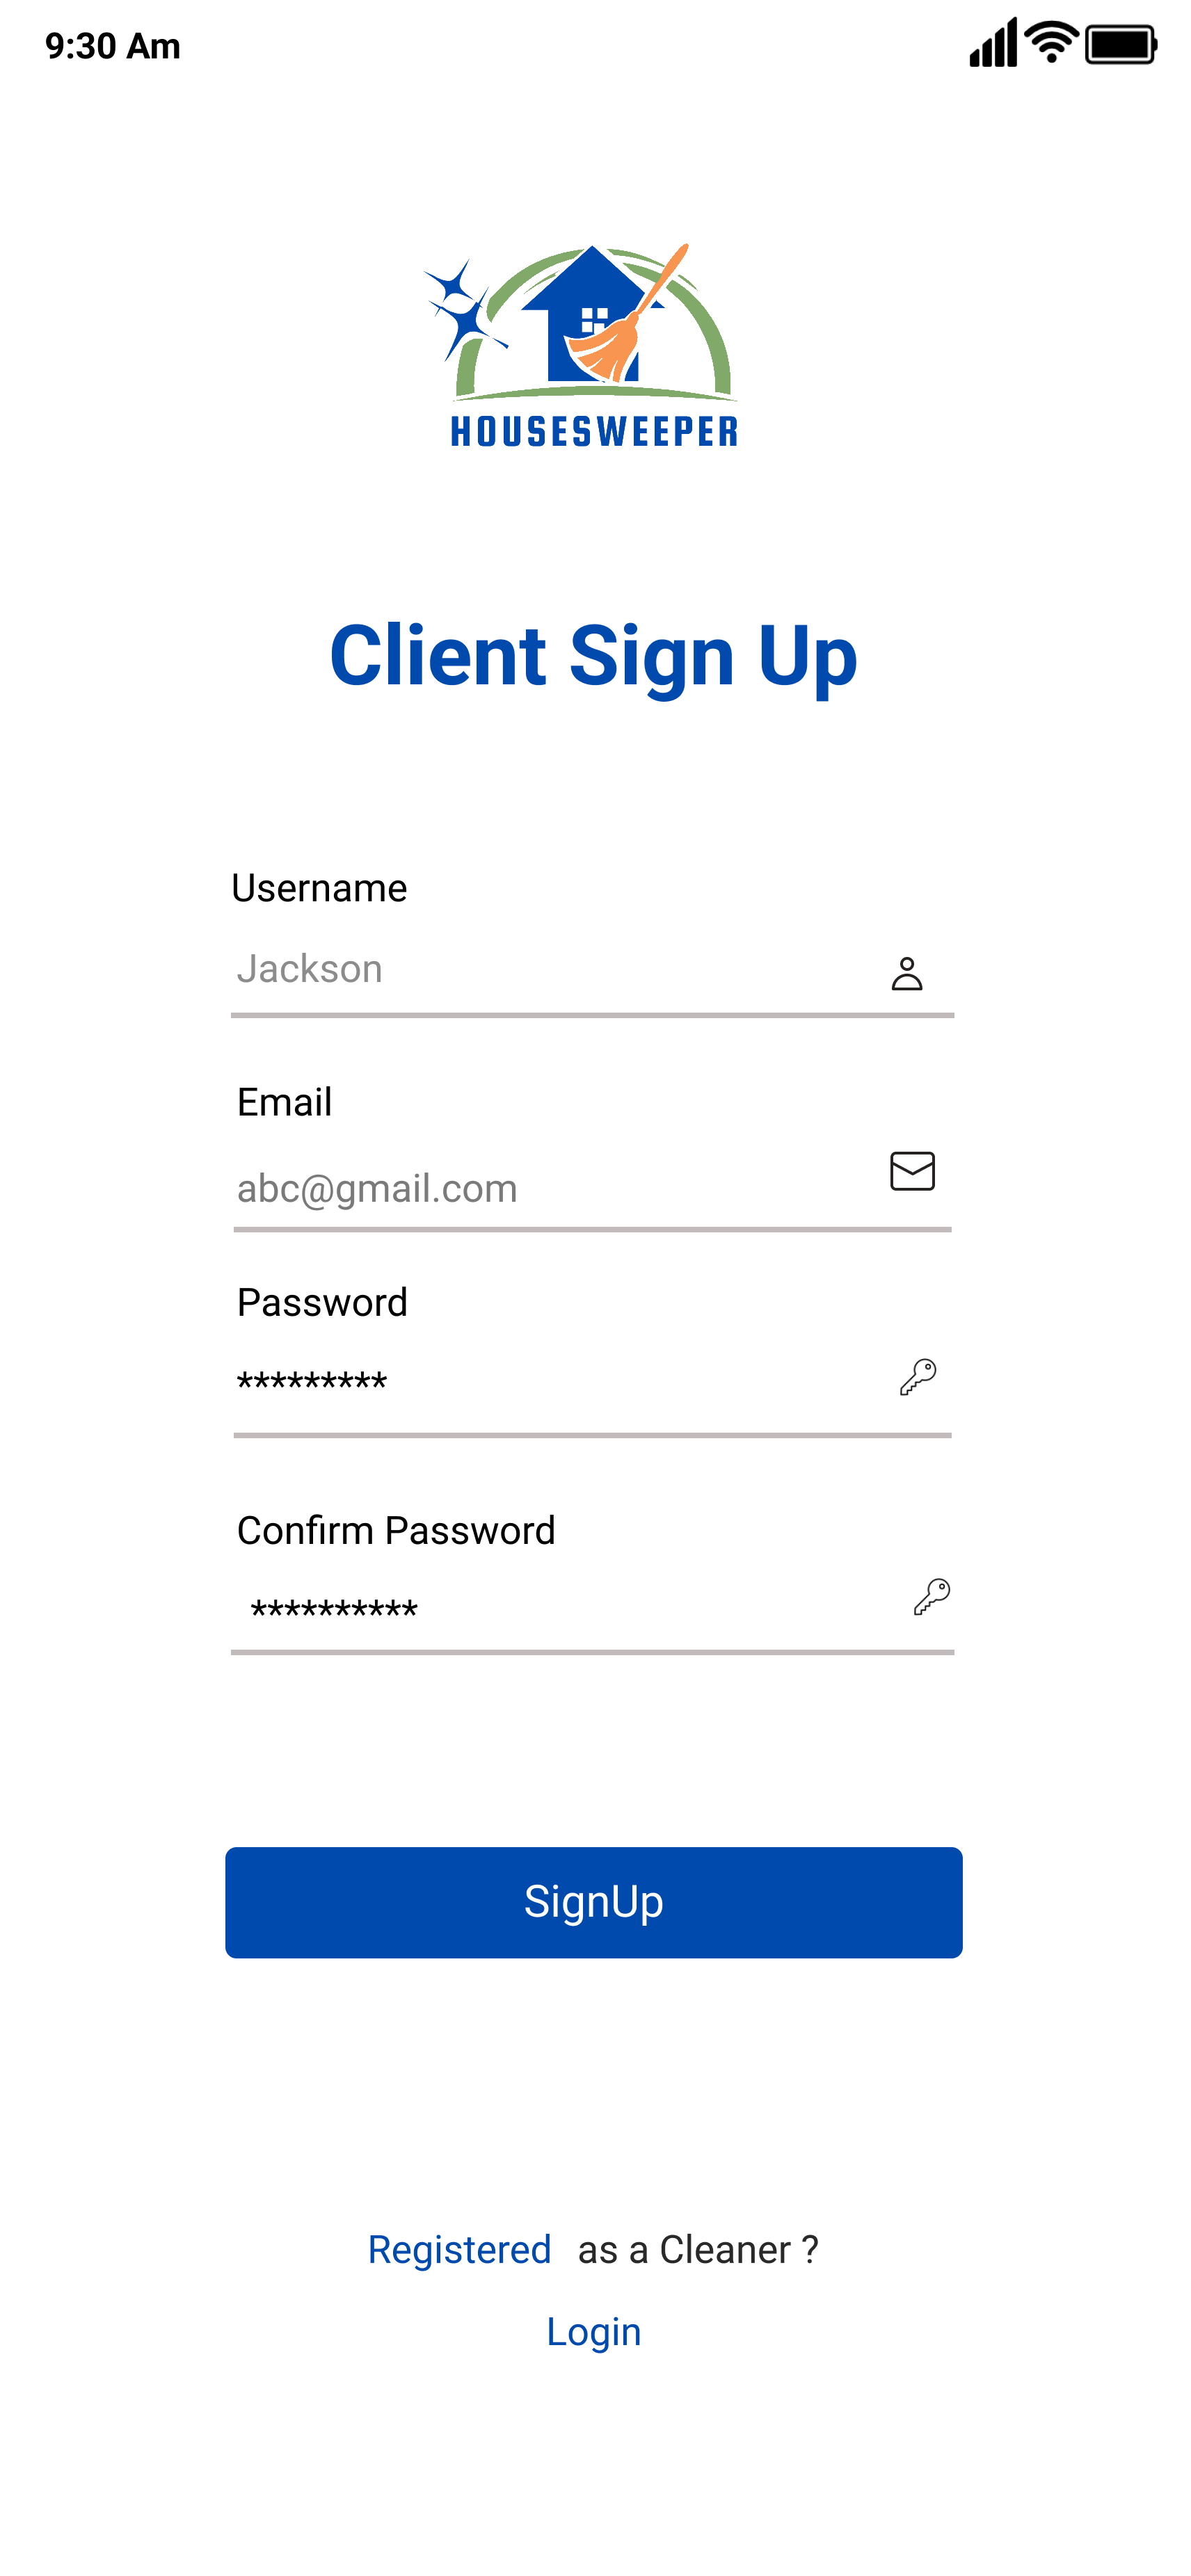 9:30 Am
HOUSESWEEPER
Client Sign Up
Username
Jackson
Email
abc@gmail.com
Password
*********
Confirm Password
**********
SignUp
Registered as a Cleaner ?
Login